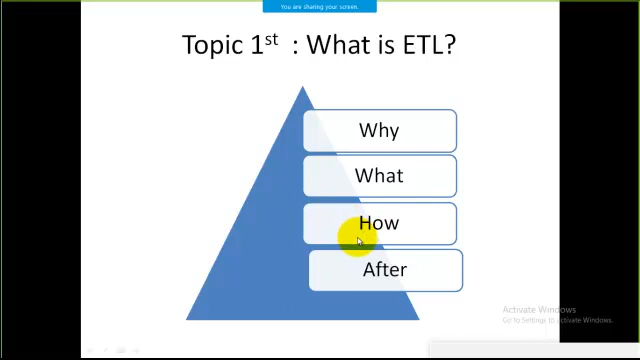 You are sharing your screen.
Topic 1st : What is ETL?
Why
What
How
After
Activate Windows
Go to Settings to activate Windows.